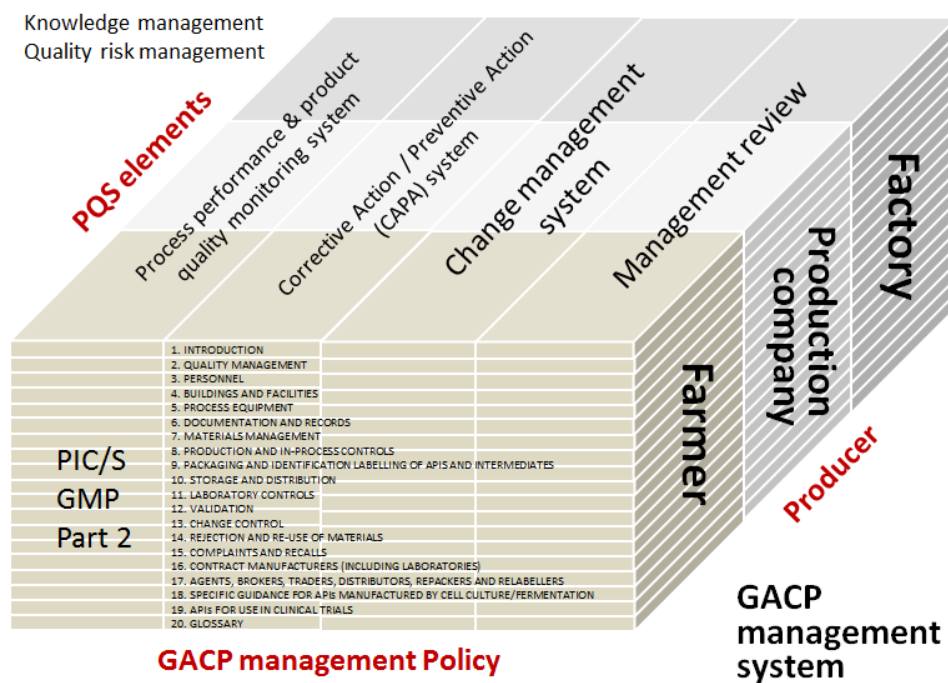 Knowledge management
Quality risk management
PQS elements
Process performance & product
quality monitoring system
Corrective Action / Preventive Action
(CAPA) system
Change management
system
Management review
Factory
Production
company
Farmer
Producer
PIC/S
GMP
Part 2
1. INTRODUCTION
2. QUALITY MANAGEMENT
3. PERSONNEL
4. BUILDINGS AND FACILITIES
5. PROCESS EQUIPMENT
6. DOCUMENTATION AND RECORDS
7. MATERIALS MANAGEMENT
8. PRODUCTION AND IN-PROCESS CONTROLS
9. PACKAGING AND IDENTIFICATION LABELLING OF APIS AND INTERMEDIATES
10. STORAGE AND DISTRIBUTION
11. LABORATORY CONTROLS
12. VALIDATION
13. CHANGE CONTROL
14. REJECTION AND RE-USE OF MATERIALS
15. COMPLAINTS AND RECALLS
16. CONTRACT MANUFACTURERS (INCLUDING LABORATORIES)
17. AGENTS, BROKERS, TRADERS, DISTRIBUTORS, REPACKERS AND RELABELLERS
18. SPECIFIC GUIDANCE FOR APIs MANUFACTURED BY CELL CULTURE/FERMENTATION
19. APIs FOR USE IN CLINICAL TRIALS
20. GLOSSARY
GACP management Policy
GACP
management
system